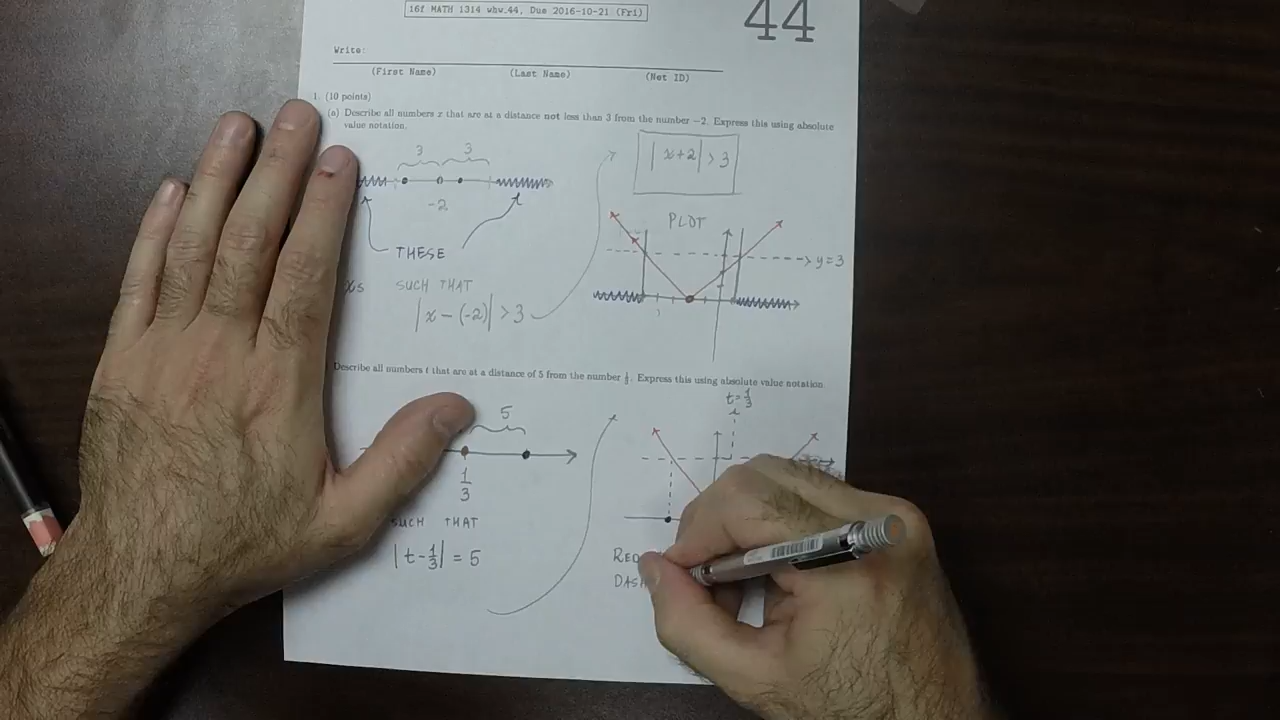 16f MATH 1314 whw.44, Due 2016-10-21 (Fri)
44
Write:
(First Name) (Last Name) (Net ID)
1. (10 points)
(a) Describe all numbers x that are at a distance not less than 3 from the number −2. Express this using absolute
value notation.
3 3
-2
THESE
xs SUCH THAT
|x-(-2)| >3
|x+2| >3
PLOT
y=3
Describe all numbers t that are at a distance of 5 from the number 1/3. Express this using absolute value notation.
5
1/3
SUCH THAT
|t-1/3| = 5
t=1/3